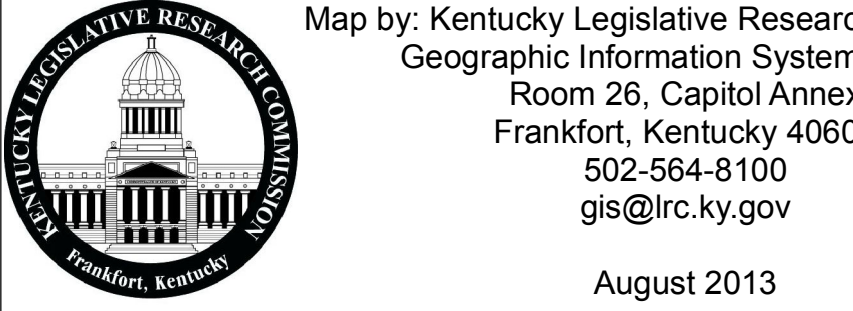 KENTUCKY LEGISLATIVE RESEARCH COMMISSION
Frankfort, Kentucky
Map by: Kentucky Legislative Researc
Geographic Information System
Room 26, Capitol Annex
Frankfort, Kentucky 4060
502-564-8100
gis@lrc.ky.gov
August 2013